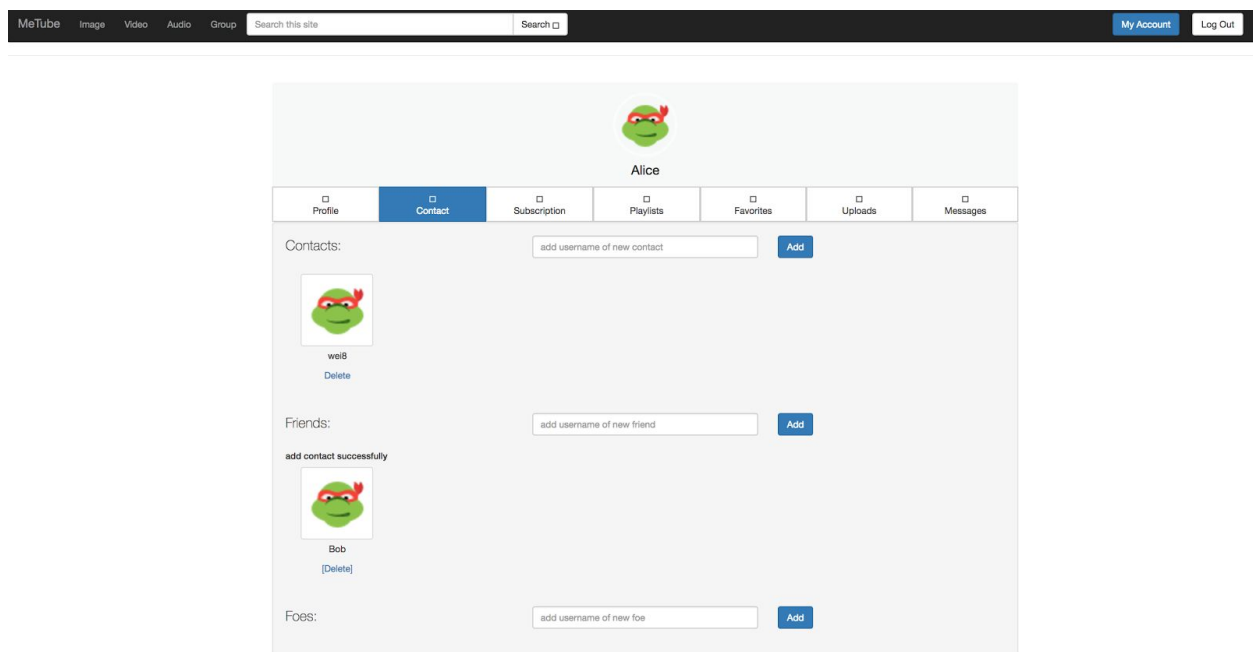 MeTube Image Video Audio Group Search this site Search My Account Log Out
Alice
Profile Contact Subscription Playlists Favorites Uploads Messages
Contacts: add username of new contact Add
wei8
Delete
Friends: add username of new friend Add
add contact successfully
Bob
[Delete]
Foes: add username of new foe Add